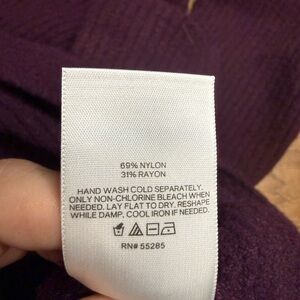 69% NYLON
31% RAYON
HAND WASH COLD SEPARATELY.
ONLY NON-CHLORINE BLEACH WHEN
NEEDED. LAY FLAT TO DRY. RESHAPE
WHILE DAMP, COOL IRON IF NEEDED.
RN# 55285